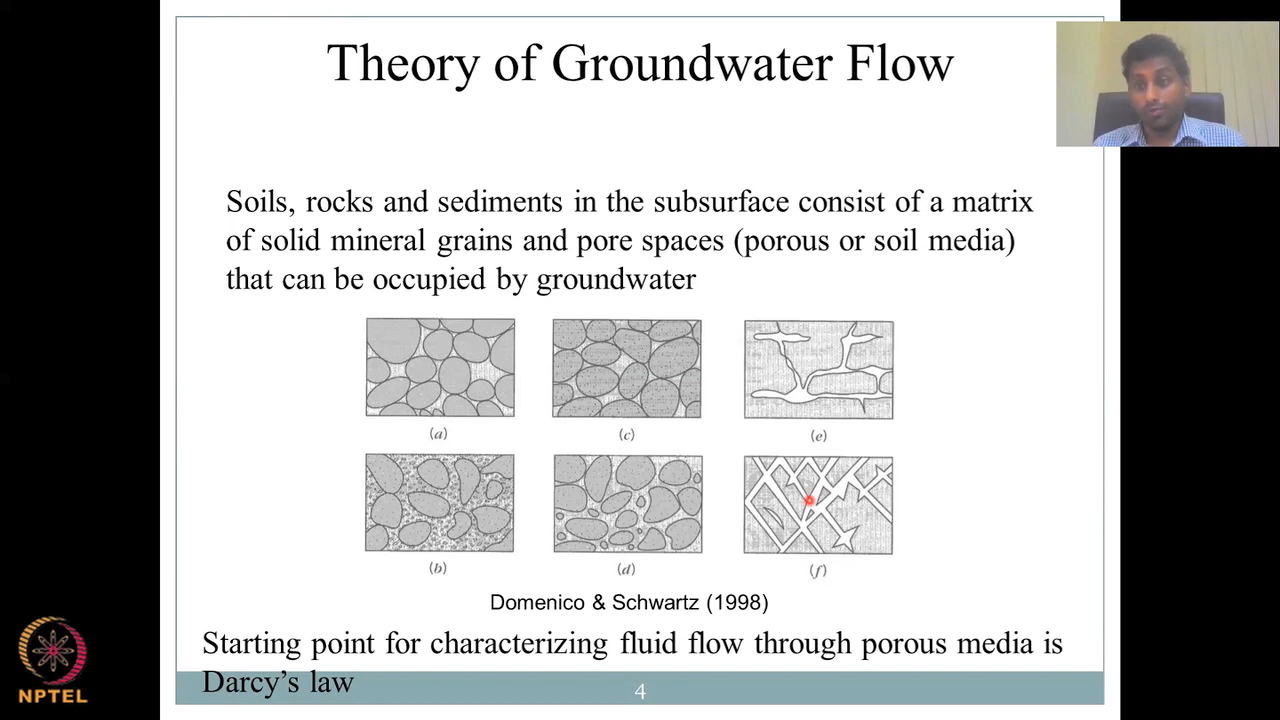 Theory of Groundwater Flow
Soils, rocks and sediments in the subsurface consist of a matrix
of solid mineral grains and pore spaces (porous or soil media)
that can be occupied by groundwater
(a)
(c)
(e)
(b)
(d)
(f)
Domenico & Schwartz (1998)
Starting point for characterizing fluid flow through porous media is
Darcy’s law
4
NPTEL